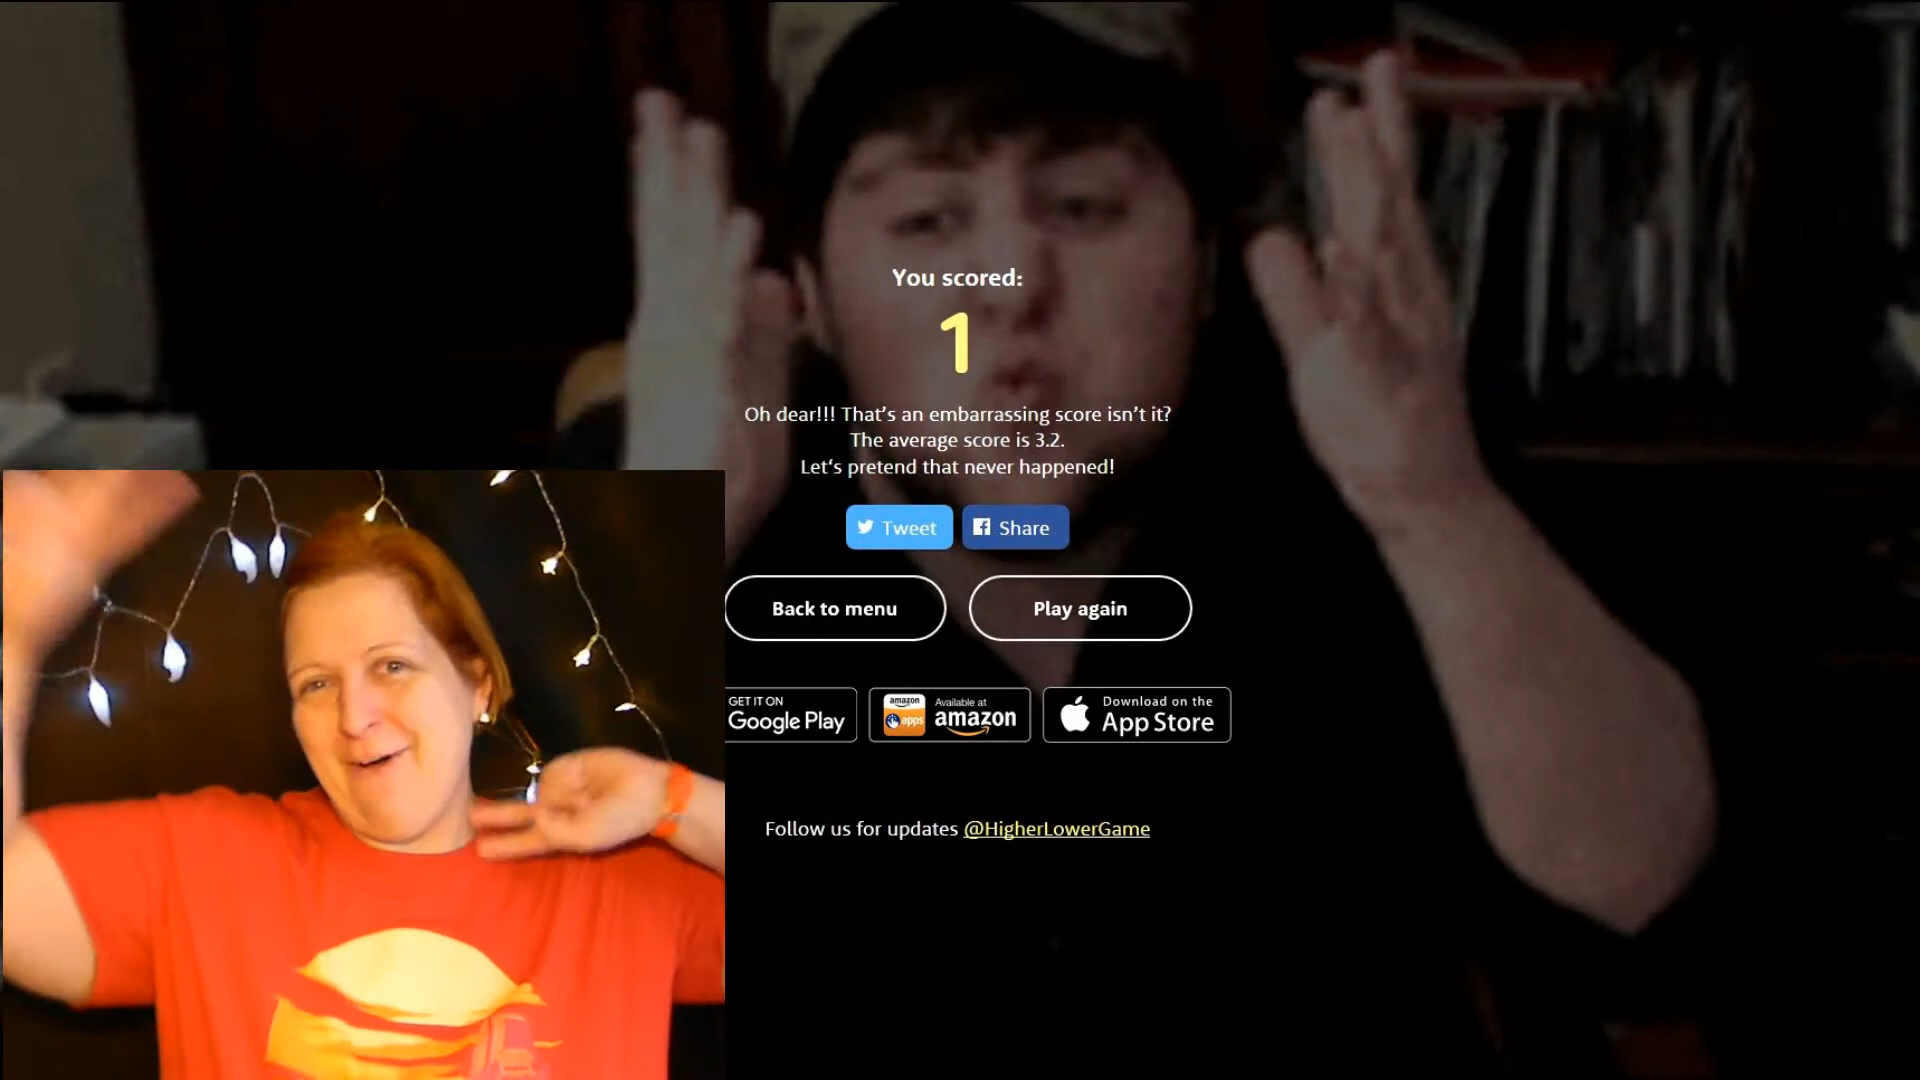 You scored:
1
Oh dear!!! That's an embarrassing score isn't it?
The average score is 3.2.
Let's pretend that never happened!
Tweet
Share
Back to menu
Play again
GET IT ON
Google Play
amazon
apps
Available at
amazon
Download on the
App Store
Follow us for updates @HigherLowerGame